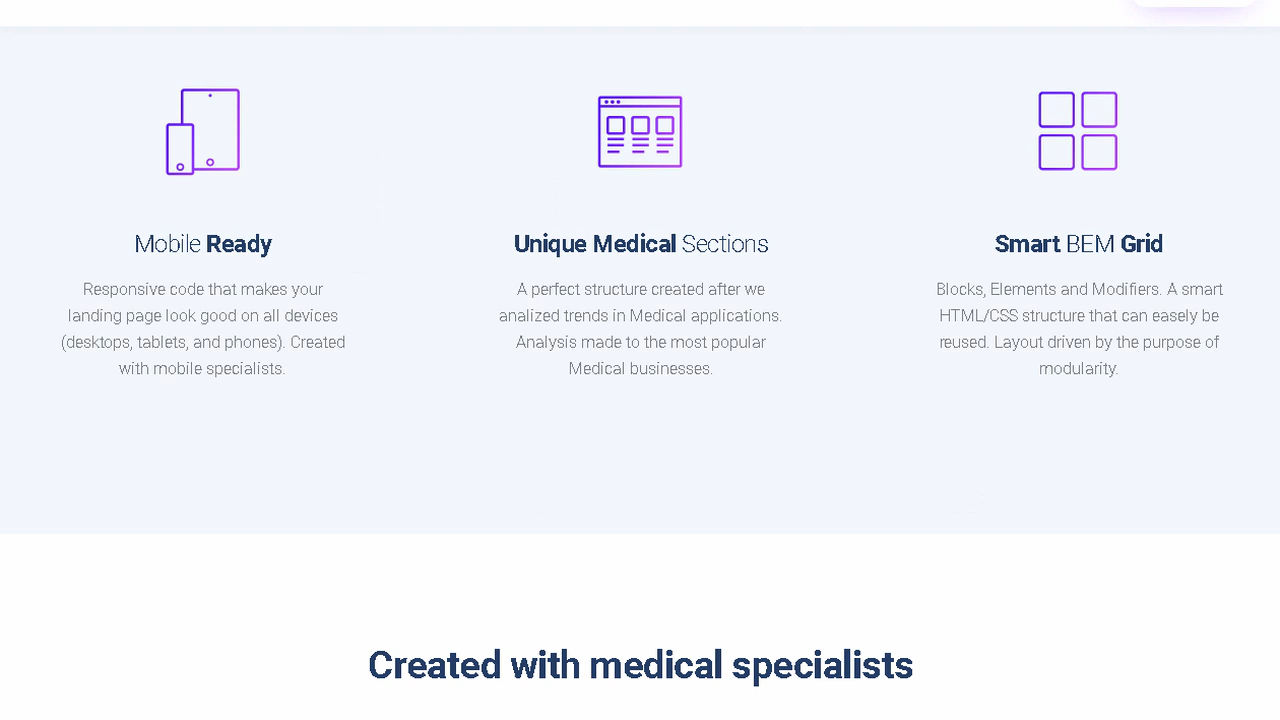 Mobile Ready
Responsive code that makes your
landing page look good on all devices
(desktops, tablets, and phones). Created
with mobile specialists.
Unique Medical Sections
A perfect structure created after we
analized trends in Medical applications.
Analysis made to the most popular
Medical businesses.
Smart BEM Grid
Blocks, Elements and Modifiers. A smart
HTML/CSS structure that can easely be
reused. Layout driven by the purpose of
modularity.
Created with medical specialists